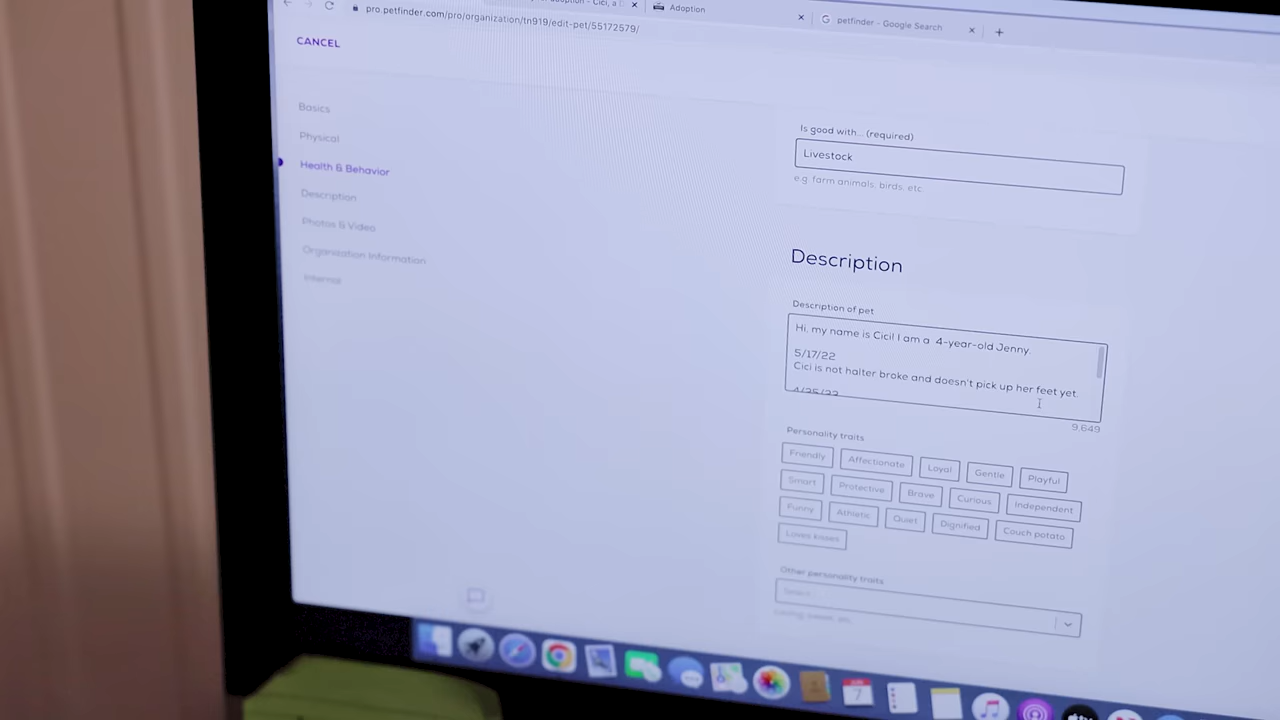 adoption - Cici, a D
Adoption
petfinder - Google Search
pro.petfinder.com/pro/organization/tn919/edit-pet/55172579/
CANCEL
Basics
Physical
Health & Behavior
Description
Photos & Video
Organization Information
Internal
Is good with... (required)
Livestock
e.g. farm animals, birds, etc.
Description
Description of pet
Hi, my name is Cici! I am a 4-year-old Jenny.
5/17/22
Cici is not halter broke and doesn't pick up her feet yet.
9,649
Personality traits
Friendly Affectionate Loyal Gentle Playful
Smart Protective Brave Curious Independent
Funny Athletic Quiet Dignified Couch potato
Loves kisses
Other personality traits
Search...
7